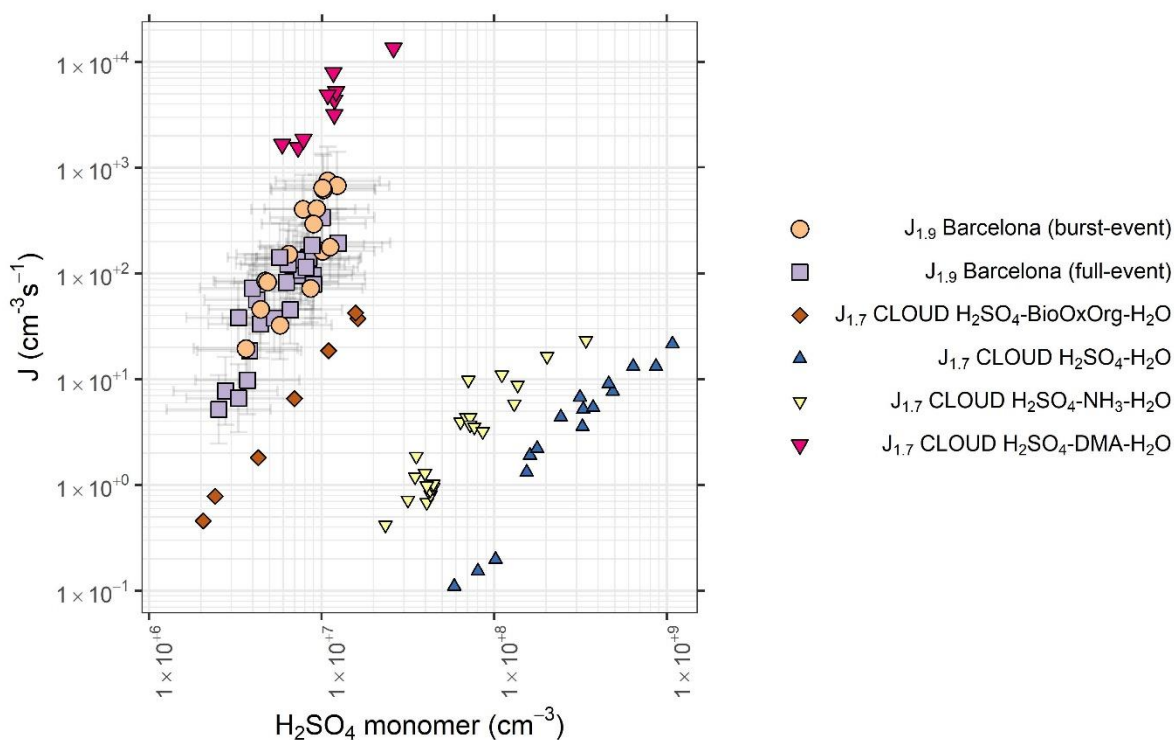 1 × 10⁺⁴
1 × 10⁺³
1 × 10⁺²
1 × 10⁺¹
1 × 10⁺⁰
1 × 10⁻¹
J (cm⁻³s⁻¹)
1 × 10⁺⁶
1 × 10⁺⁷
1 × 10⁺⁸
1 × 10⁺⁹
H₂SO₄ monomer (cm⁻³)
J₁.₉ Barcelona (burst-event)
J₁.₉ Barcelona (full-event)
J₁.₇ CLOUD H₂SO₄-BioOxOrg-H₂O
J₁.₇ CLOUD H₂SO₄-H₂O
J₁.₇ CLOUD H₂SO₄-NH₃-H₂O
J₁.₇ CLOUD H₂SO₄-DMA-H₂O